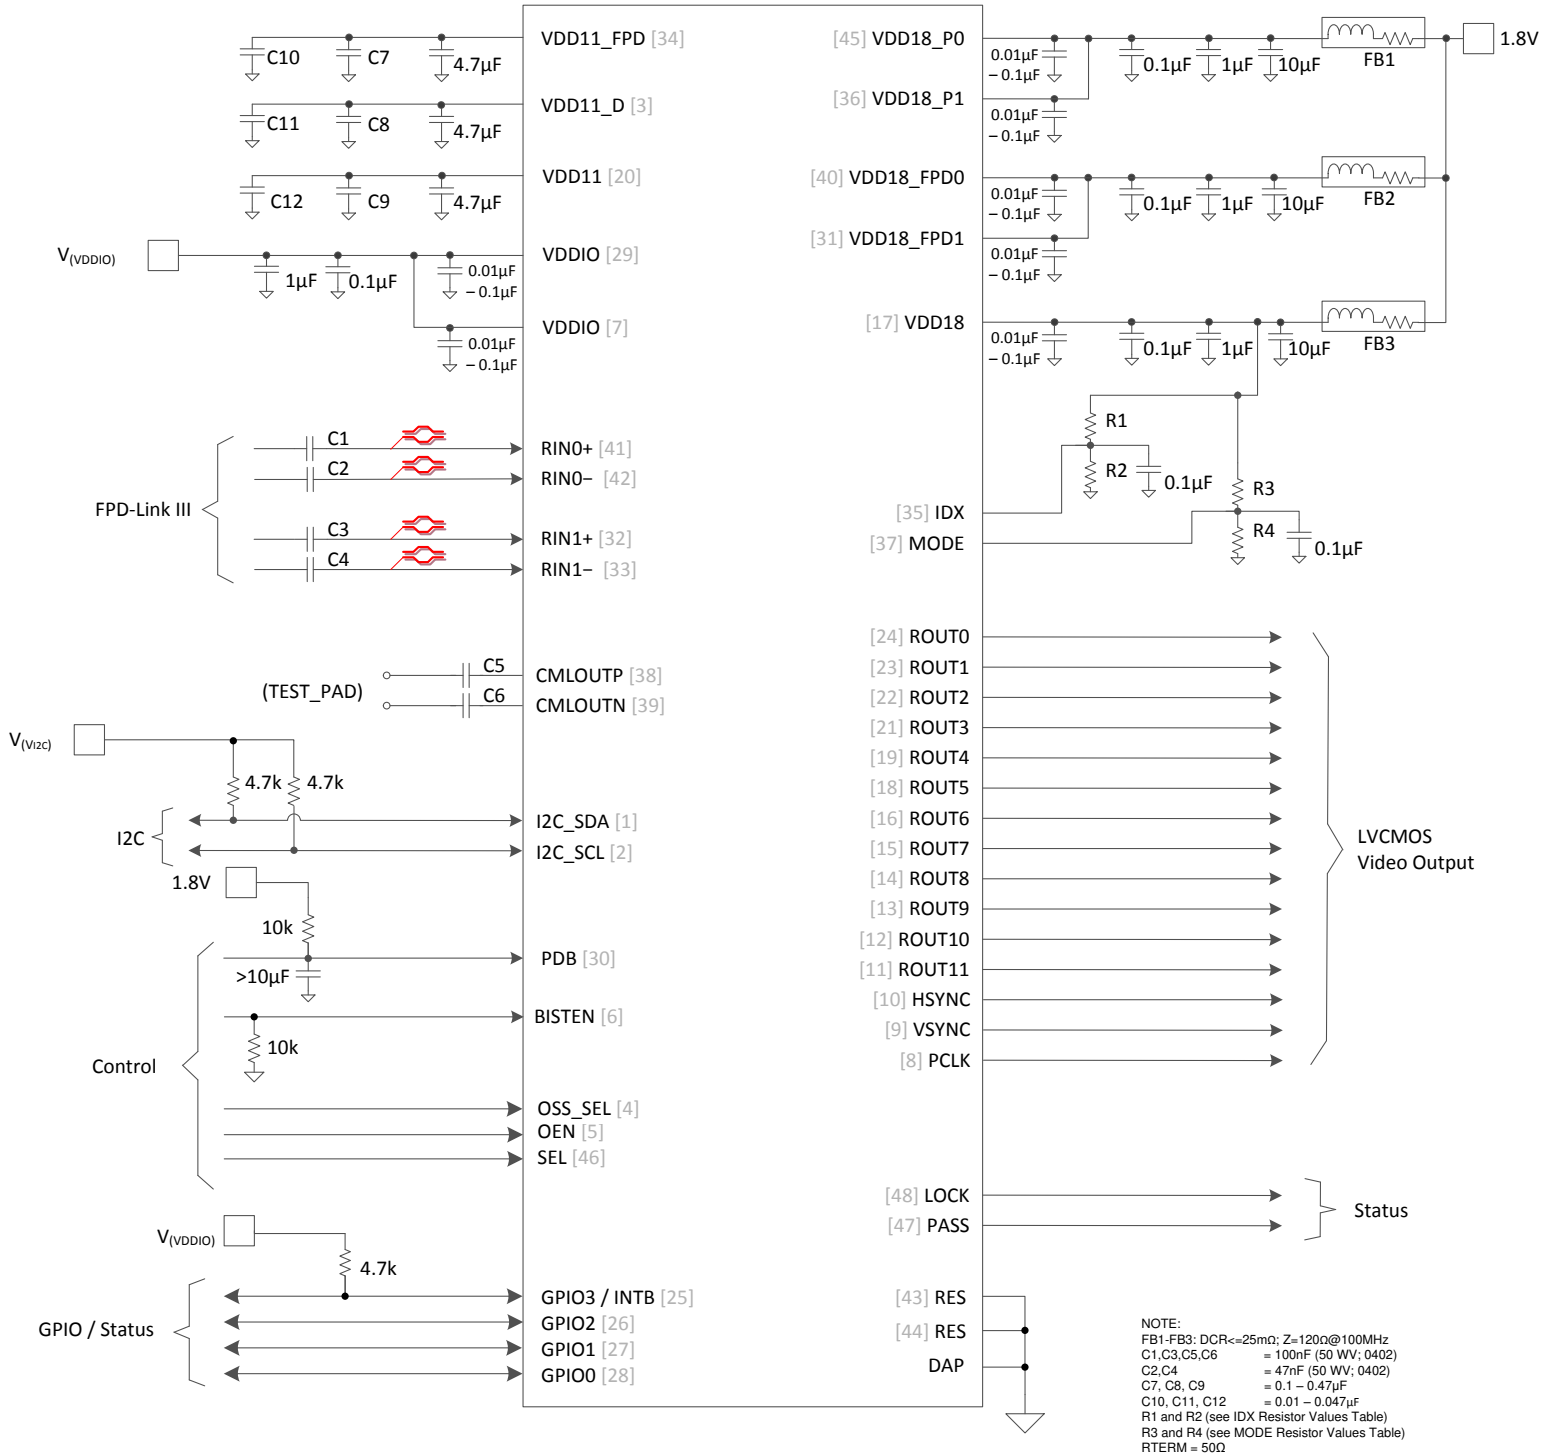 C10
C7
4.7µF
VDD11_FPD [34]
C11
C8
4.7µF
VDD11_D [3]
C12
C9
4.7µF
VDD11 [20]
V(VDDIO)
1µF
0.1µF
0.01µF
– 0.1µF
VDDIO [29]
0.01µF
– 0.1µF
VDDIO [7]
FPD-Link III
C1
RIN0+ [41]
C2
RIN0− [42]
C3
RIN1+ [32]
C4
RIN1− [33]
(TEST_PAD)
C5
CMLOUTP [38]
C6
CMLOUTN [39]
V(VI2C)
4.7k
4.7k
I2C
I2C_SDA [1]
I2C_SCL [2]
1.8V
10k
PDB [30]
>10µF
BISTEN [6]
10k
Control
OSS_SEL [4]
OEN [5]
SEL [46]
V(VDDIO)
4.7k
GPIO / Status
GPIO3 / INTB [25]
GPIO2 [26]
GPIO1 [27]
GPIO0 [28]
[45] VDD18_P0
0.01µF
– 0.1µF
0.1µF
1µF
10µF
FB1
1.8V
[36] VDD18_P1
0.01µF
– 0.1µF
[40] VDD18_FPD0
0.01µF
– 0.1µF
0.1µF
1µF
10µF
FB2
[31] VDD18_FPD1
0.01µF
– 0.1µF
[17] VDD18
0.01µF
– 0.1µF
0.1µF
1µF
10µF
FB3
R1
R2
0.1µF
R3
R4
0.1µF
[35] IDX
[37] MODE
[24] ROUT0
[23] ROUT1
[22] ROUT2
[21] ROUT3
[19] ROUT4
[18] ROUT5
[16] ROUT6
[15] ROUT7
[14] ROUT8
[13] ROUT9
[12] ROUT10
[11] ROUT11
[10] HSYNC
[9] VSYNC
[8] PCLK
LVCMOS
Video Output
[48] LOCK
[47] PASS
Status
[43] RES
[44] RES
DAP
NOTE:
FB1-FB3: DCR<=25mΩ; Z=120Ω@100MHz
C1,C3,C5,C6 = 100nF (50 WV; 0402)
C2,C4 = 47nF (50 WV; 0402)
C7, C8, C9 = 0.1 – 0.47µF
C10, C11, C12 = 0.01 – 0.047µF
R1 and R2 (see IDX Resistor Values Table)
R3 and R4 (see MODE Resistor Values Table)
RTERM = 50Ω